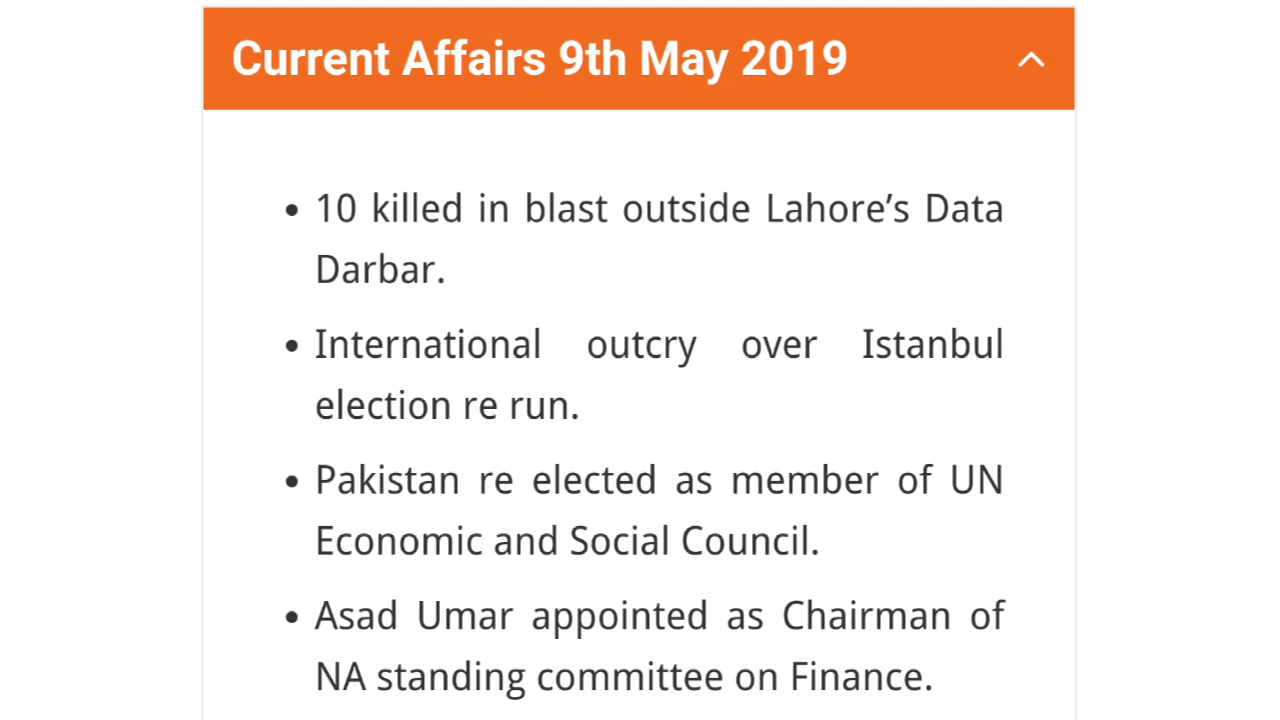 Current Affairs 9th May 2019
• 10 killed in blast outside Lahore’s Data
Darbar.
• International outcry over Istanbul
election re run.
• Pakistan re elected as member of UN
Economic and Social Council.
• Asad Umar appointed as Chairman of
NA standing committee on Finance.